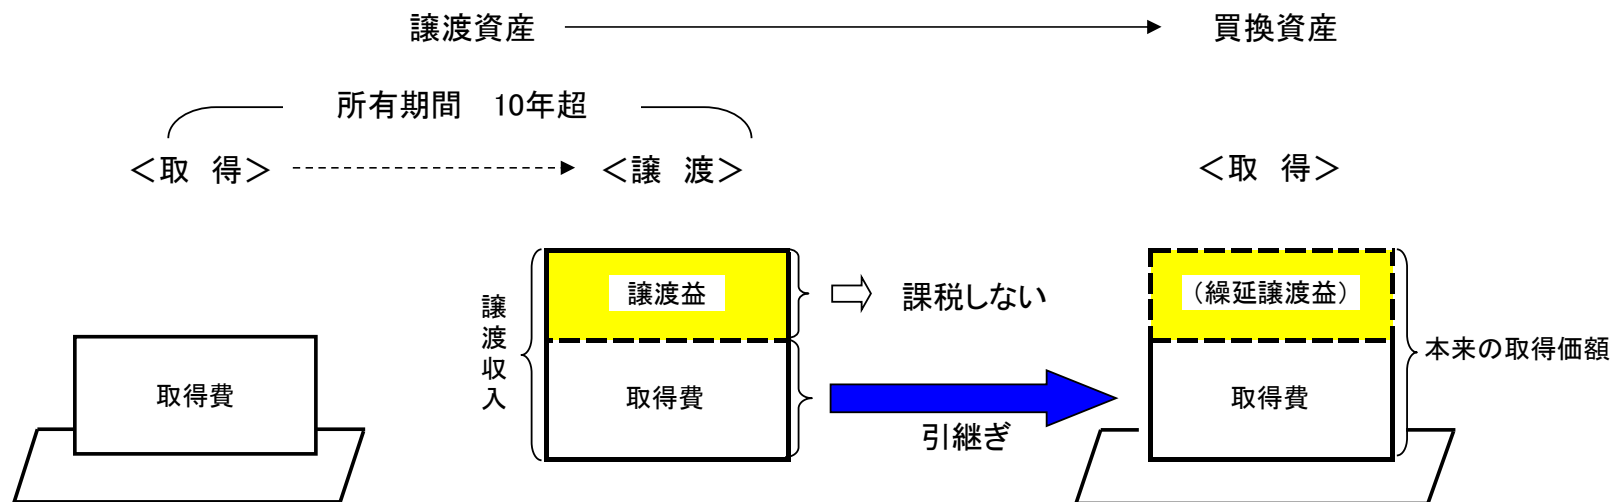 譲渡資産
買換資産
所有期間　10年超
＜取　得＞
＜譲　渡＞
＜取　得＞
取得費
譲渡収入
譲渡益
取得費
課税しない
引継ぎ
（繰延譲渡益）
取得費
本来の取得価額